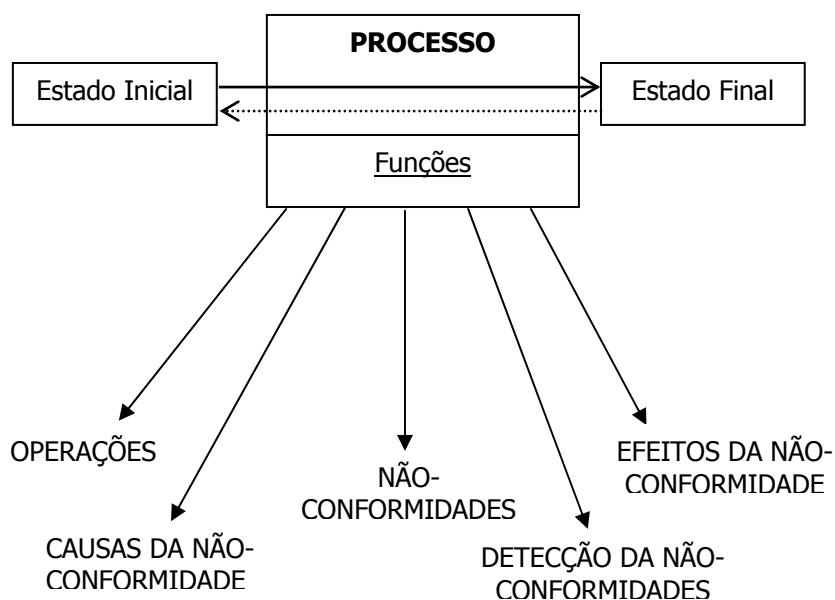 PROCESSO
Estado Inicial
Estado Final
Funções
OPERAÇÕES
CAUSAS DA NÃO-
CONFORMIDADE
NÃO-
CONFORMIDADES
DETECÇÃO DA NÃO-
CONFORMIDADES
EFEITOS DA NÃO-
CONFORMIDADE